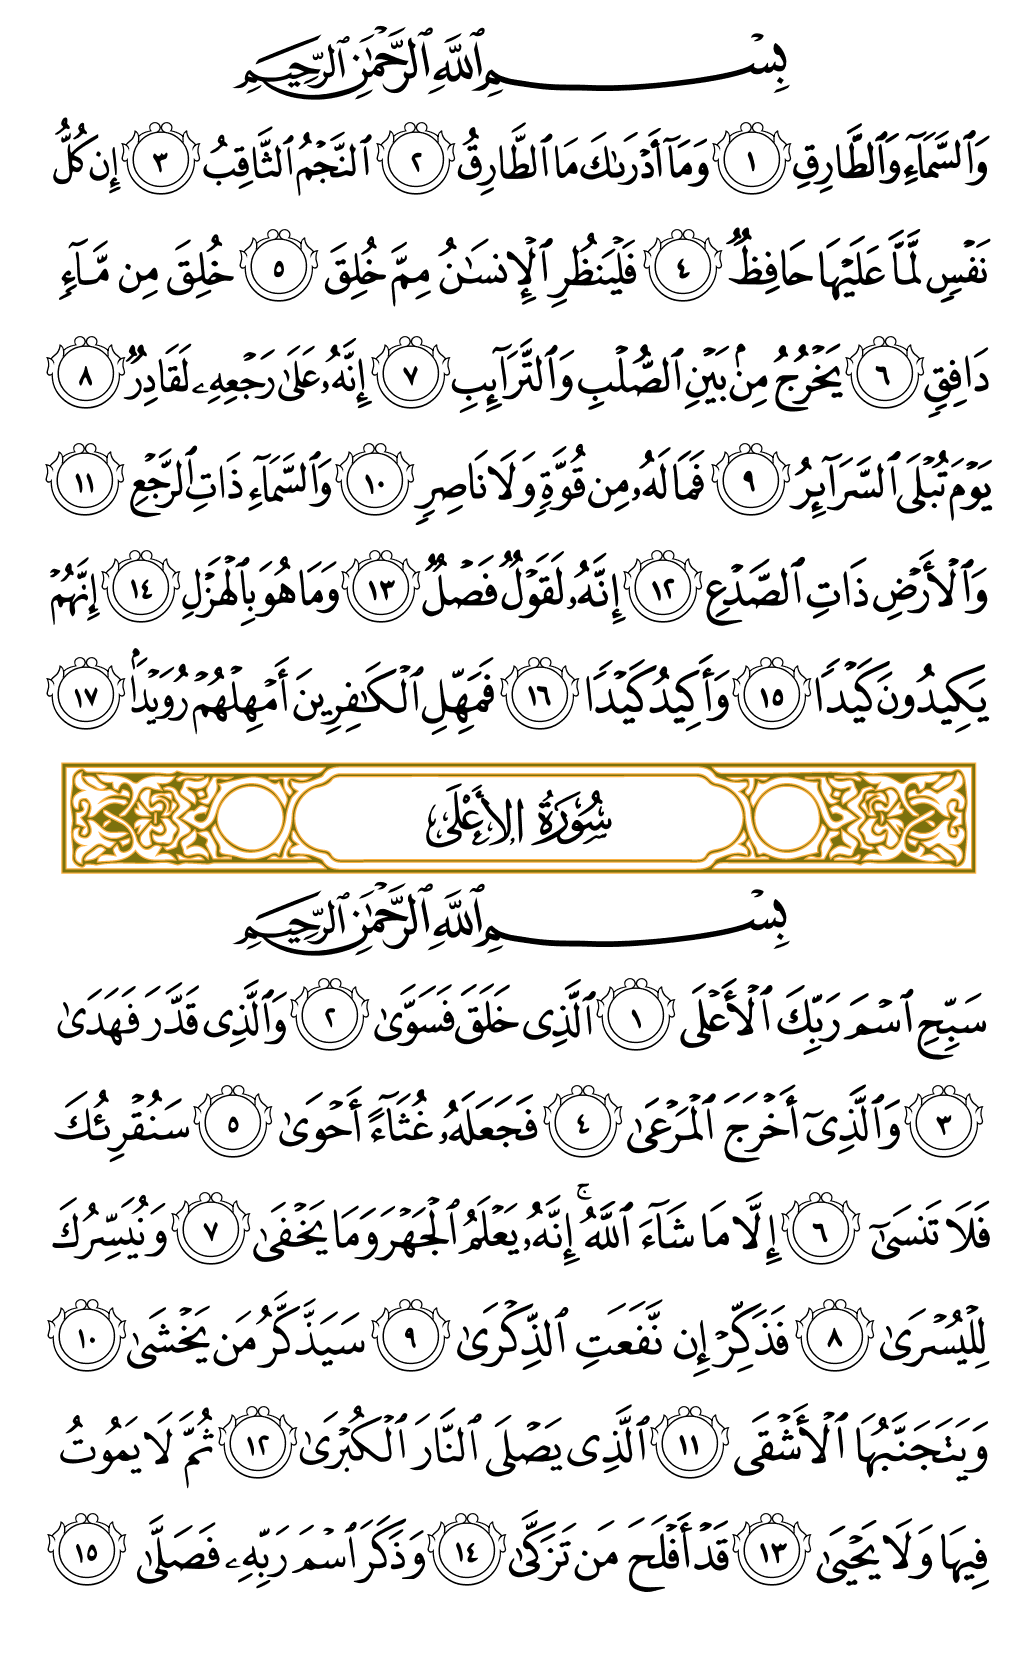 بِسْمِ ٱللَّهِ ٱلرَّحْمَٰنِ ٱلرَّحِيمِ
وَٱلسَّمَآءِ وَٱلطَّارِقِ ١ وَمَآ أَدْرَىٰكَ مَا ٱلطَّارِقُ ٢ ٱلنَّجْمُ ٱلثَّاقِبُ ٣ إِن كُلُّ
نَفْسٍ لَّمَّا عَلَيْهَا حَافِظٌ ٤ فَلْيَنظُرِ ٱلْإِنسَٰنُ مِمَّ خُلِقَ ٥ خُلِقَ مِن مَّآءٍ
دَافِقٍ ٦ يَخْرُجُ مِنۢ بَيْنِ ٱلصُّلْبِ وَٱلتَّرَآئِبِ ٧ إِنَّهُۥ عَلَىٰ رَجْعِهِۦ لَقَادِرٌ ٨
يَوْمَ تُبْلَى ٱلسَّرَآئِرُ ٩ فَمَا لَهُۥ مِن قُوَّةٍ وَلَا نَاصِرٍ ١٠ وَٱلسَّمَآءِ ذَاتِ ٱلرَّجْعِ ١١
وَٱلْأَرْضِ ذَاتِ ٱلصَّدْعِ ١٢ إِنَّهُۥ لَقَوْلٌ فَصْلٌ ١٣ وَمَا هُوَ بِٱلْهَزْلِ ١٤ إِنَّهُمْ
يَكِيدُونَ كَيْدًا ١٥ وَأَكِيدُ كَيْدًا ١٦ فَمَهِّلِ ٱلْكَٰفِرِينَ أَمْهِلْهُمْ رُوَيْدًۢا ١٧
سُورَةُ الأَعْلَى
بِسْمِ ٱللَّهِ ٱلرَّحْمَٰنِ ٱلرَّحِيمِ
سَبِّحِ ٱسْمَ رَبِّكَ ٱلْأَعْلَى ١ ٱلَّذِى خَلَقَ فَسَوَّىٰ ٢ وَٱلَّذِى قَدَّرَ فَهَدَىٰ
٣ وَٱلَّذِىٓ أَخْرَجَ ٱلْمَرْعَىٰ ٤ فَجَعَلَهُۥ غُثَآءً أَحْوَىٰ ٥ سَنُقْرِئُكَ
فَلَا تَنسَىٰٓ ٦ إِلَّا مَا شَآءَ ٱللَّهُ ۚ إِنَّهُۥ يَعْلَمُ ٱلْجَهْرَ وَمَا يَخْفَىٰ ٧ وَنُيَسِّرُكَ
لِلْيُسْرَىٰ ٨ فَذَكِّرْ إِن نَّفَعَتِ ٱلذِّكْرَىٰ ٩ سَيَذَّكَّرُ مَن يَخْشَىٰ ١٠
وَيَتَجَنَّبُهَا ٱلْأَشْقَى ١١ ٱلَّذِى يَصْلَى ٱلنَّارَ ٱلْكُبْرَىٰ ١٢ ثُمَّ لَا يَمُوتُ
فِيهَا وَلَا يَحْيَىٰ ١٣ قَدْ أَفْلَحَ مَن تَزَكَّىٰ ١٤ وَذَكَرَ ٱسْمَ رَبِّهِۦ فَصَلَّىٰ ١٥